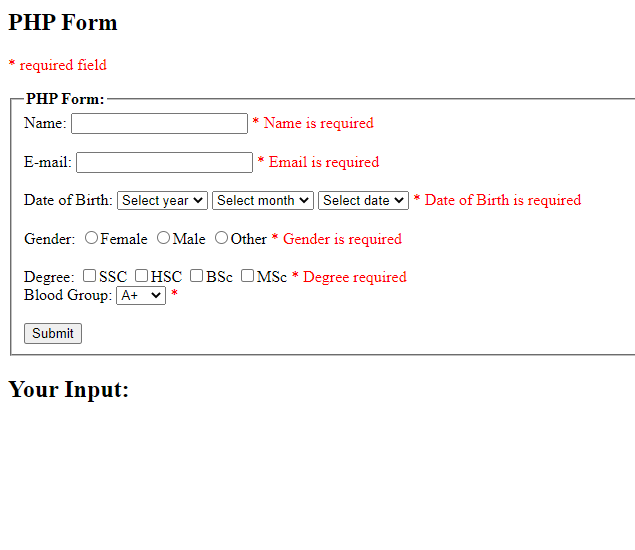 PHP Form
* required field
PHP Form:
Name: * Name is required
E-mail: * Email is required
Date of Birth: Select year Select month Select date * Date of Birth is required
Gender: Female Male Other * Gender is required
Degree: SSC HSC BSc MSc * Degree required
Blood Group: A+ *
Submit
Your Input: